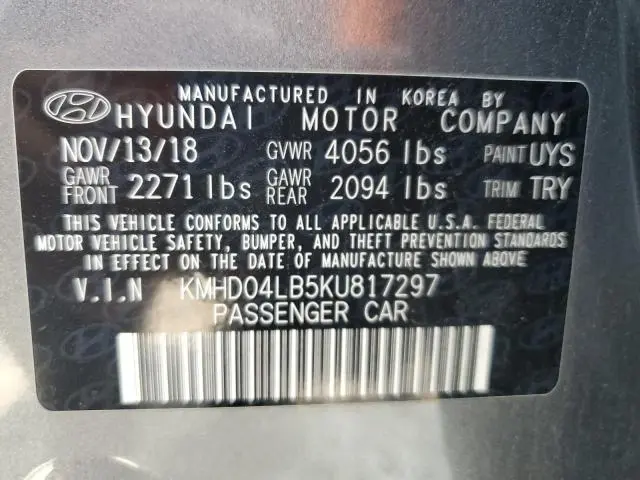 MANUFACTURED IN KOREA BY
HYUNDAI MOTOR COMPANY
NOV/13/18 GVWR 4056 lbs PAINT UYS
GAWR FRONT 2271 lbs GAWR REAR 2094 lbs TRIM TRY
THIS VEHICLE CONFORMS TO ALL APPLICABLE U.S.A. FEDERAL
MOTOR VEHICLE SAFETY, BUMPER, AND THEFT PREVENTION STANDARDS
IN EFFECT ON THE DATE OF MANUFACTURE SHOWN ABOVE.
V.I.N KMHD04LB5KU817297
PASSENGER CAR